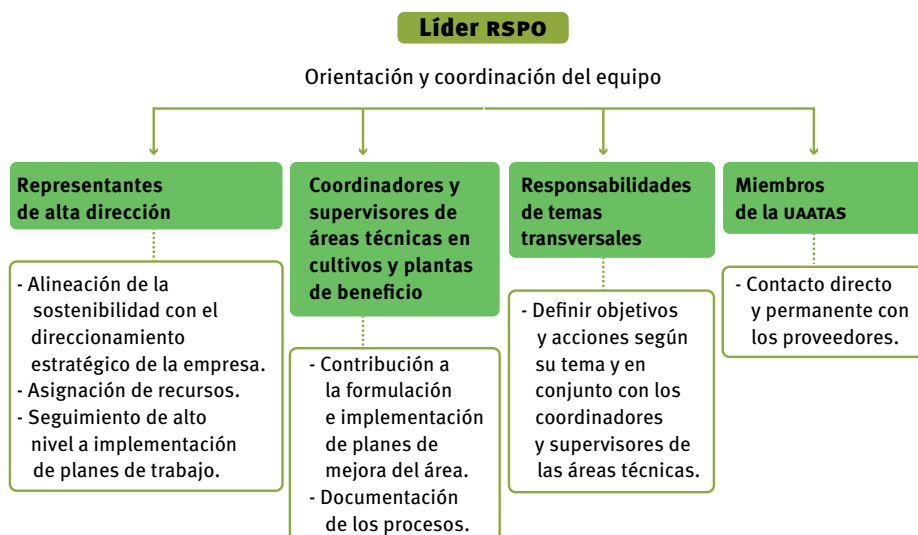 Líder RSPO
Orientación y coordinación del equipo
Representantes
de alta dirección
- Alineación de la
sostenibilidad con el
direccionamiento
estratégico de la empresa.
- Asignación de recursos.
- Seguimiento de alto
nivel a implementación
de planes de trabajo.
Coordinadores y
supervisores de
áreas técnicas en
cultivos y plantas
de beneficio
- Contribución a
la formulación
e implementación
de planes de
mejora del área.
- Documentación
de los procesos.
Responsabilidades
de temas
transversales
- Definir objetivos
y acciones según
su tema y en
conjunto con los
coordinadores
y supervisores de
las áreas técnicas.
Miembros
de la UAATAS
- Contacto directo
y permanente con
los proveedores.